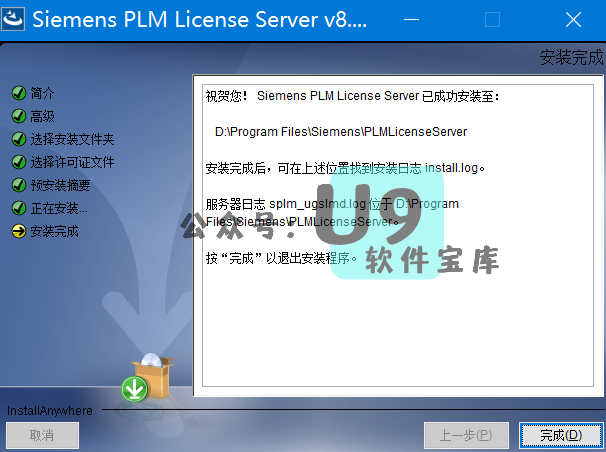 Siemens PLM License Server v8....
安装完成
简介
高级
选择安装文件夹
选择许可证文件
预安装摘要
正在安装...
安装完成
祝贺您！ Siemens PLM License Server 已成功安装至：
D:\Program Files\Siemens\PLMLicenseServer
安装完成后，可在上述位置找到安装日志 install.log。
服务器日志 splm_ugslmd.log 位于 D:\Program
Files\Siemens\PLMLicenseServer。
按“完成”以退出安装程序。
公众号：U9
软件宝库
InstallAnywhere
取消
上一步(P)
完成(D)